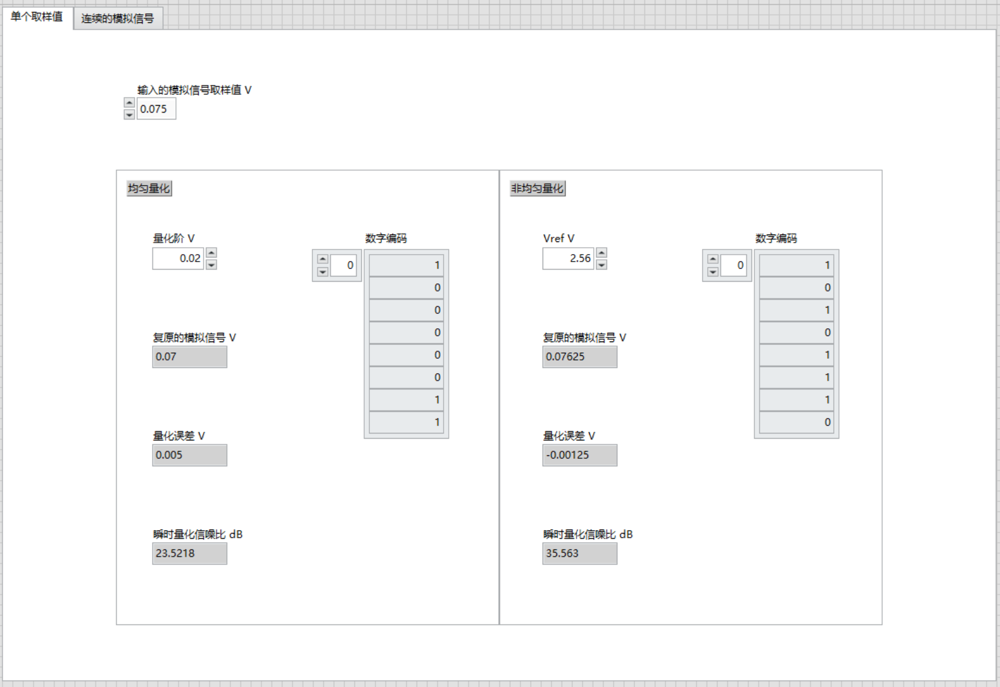 单个取样值
连续的模拟信号
输入的模拟信号取样值 V
0.075
均匀量化
量化阶 V
0.02
数字编码
0
1
0
0
0
0
0
1
1
复原的模拟信号 V
0.07
量化误差 V
0.005
瞬时量化信噪比 dB
23.5218
非均匀量化
Vref V
2.56
数字编码
0
1
0
1
0
1
1
1
0
复原的模拟信号 V
0.07625
量化误差 V
-0.00125
瞬时量化信噪比 dB
35.563